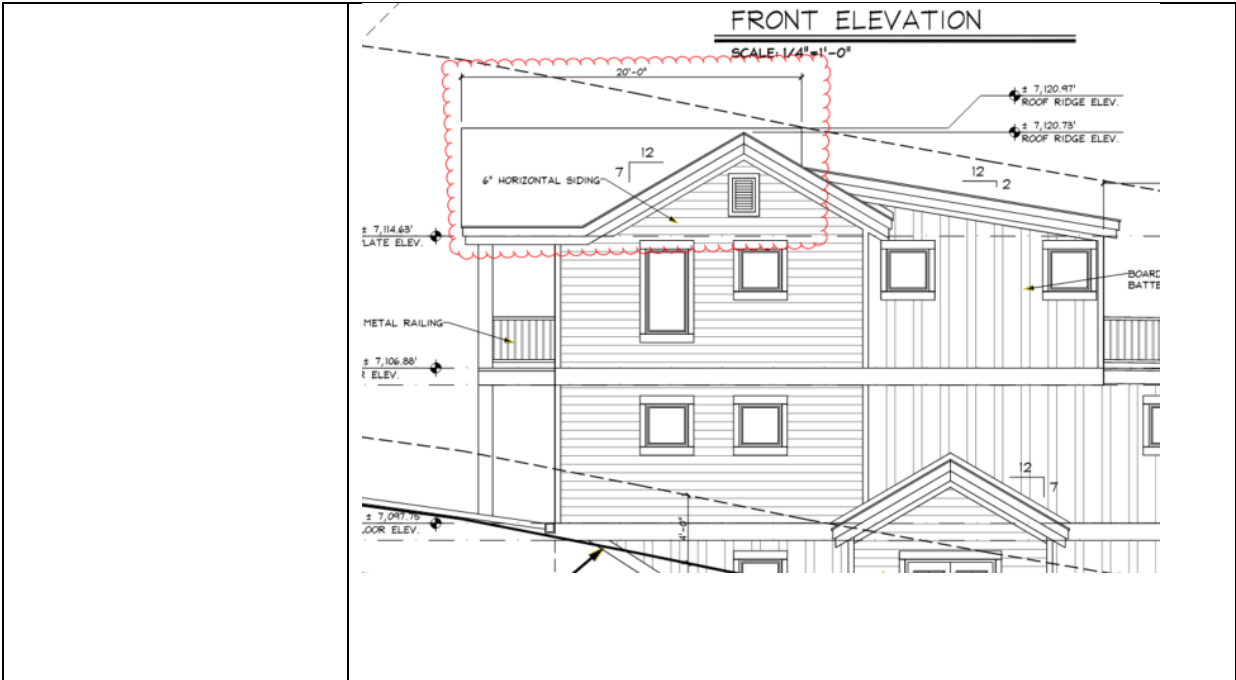 FRONT ELEVATION
SCALE: 1/4"=1'-0"
20'-0"
± 7,120.97'
ROOF RIDGE ELEV.
± 7,120.73'
ROOF RIDGE ELEV.
12
7
12
2
6" HORIZONTAL SIDING
± 7,114.63'
LATE ELEV.
BOARD
BATTE
METAL RAILING
± 7,106.88'
R ELEV.
12
7
4'-0"
± 7,097.75'
OOR ELEV.